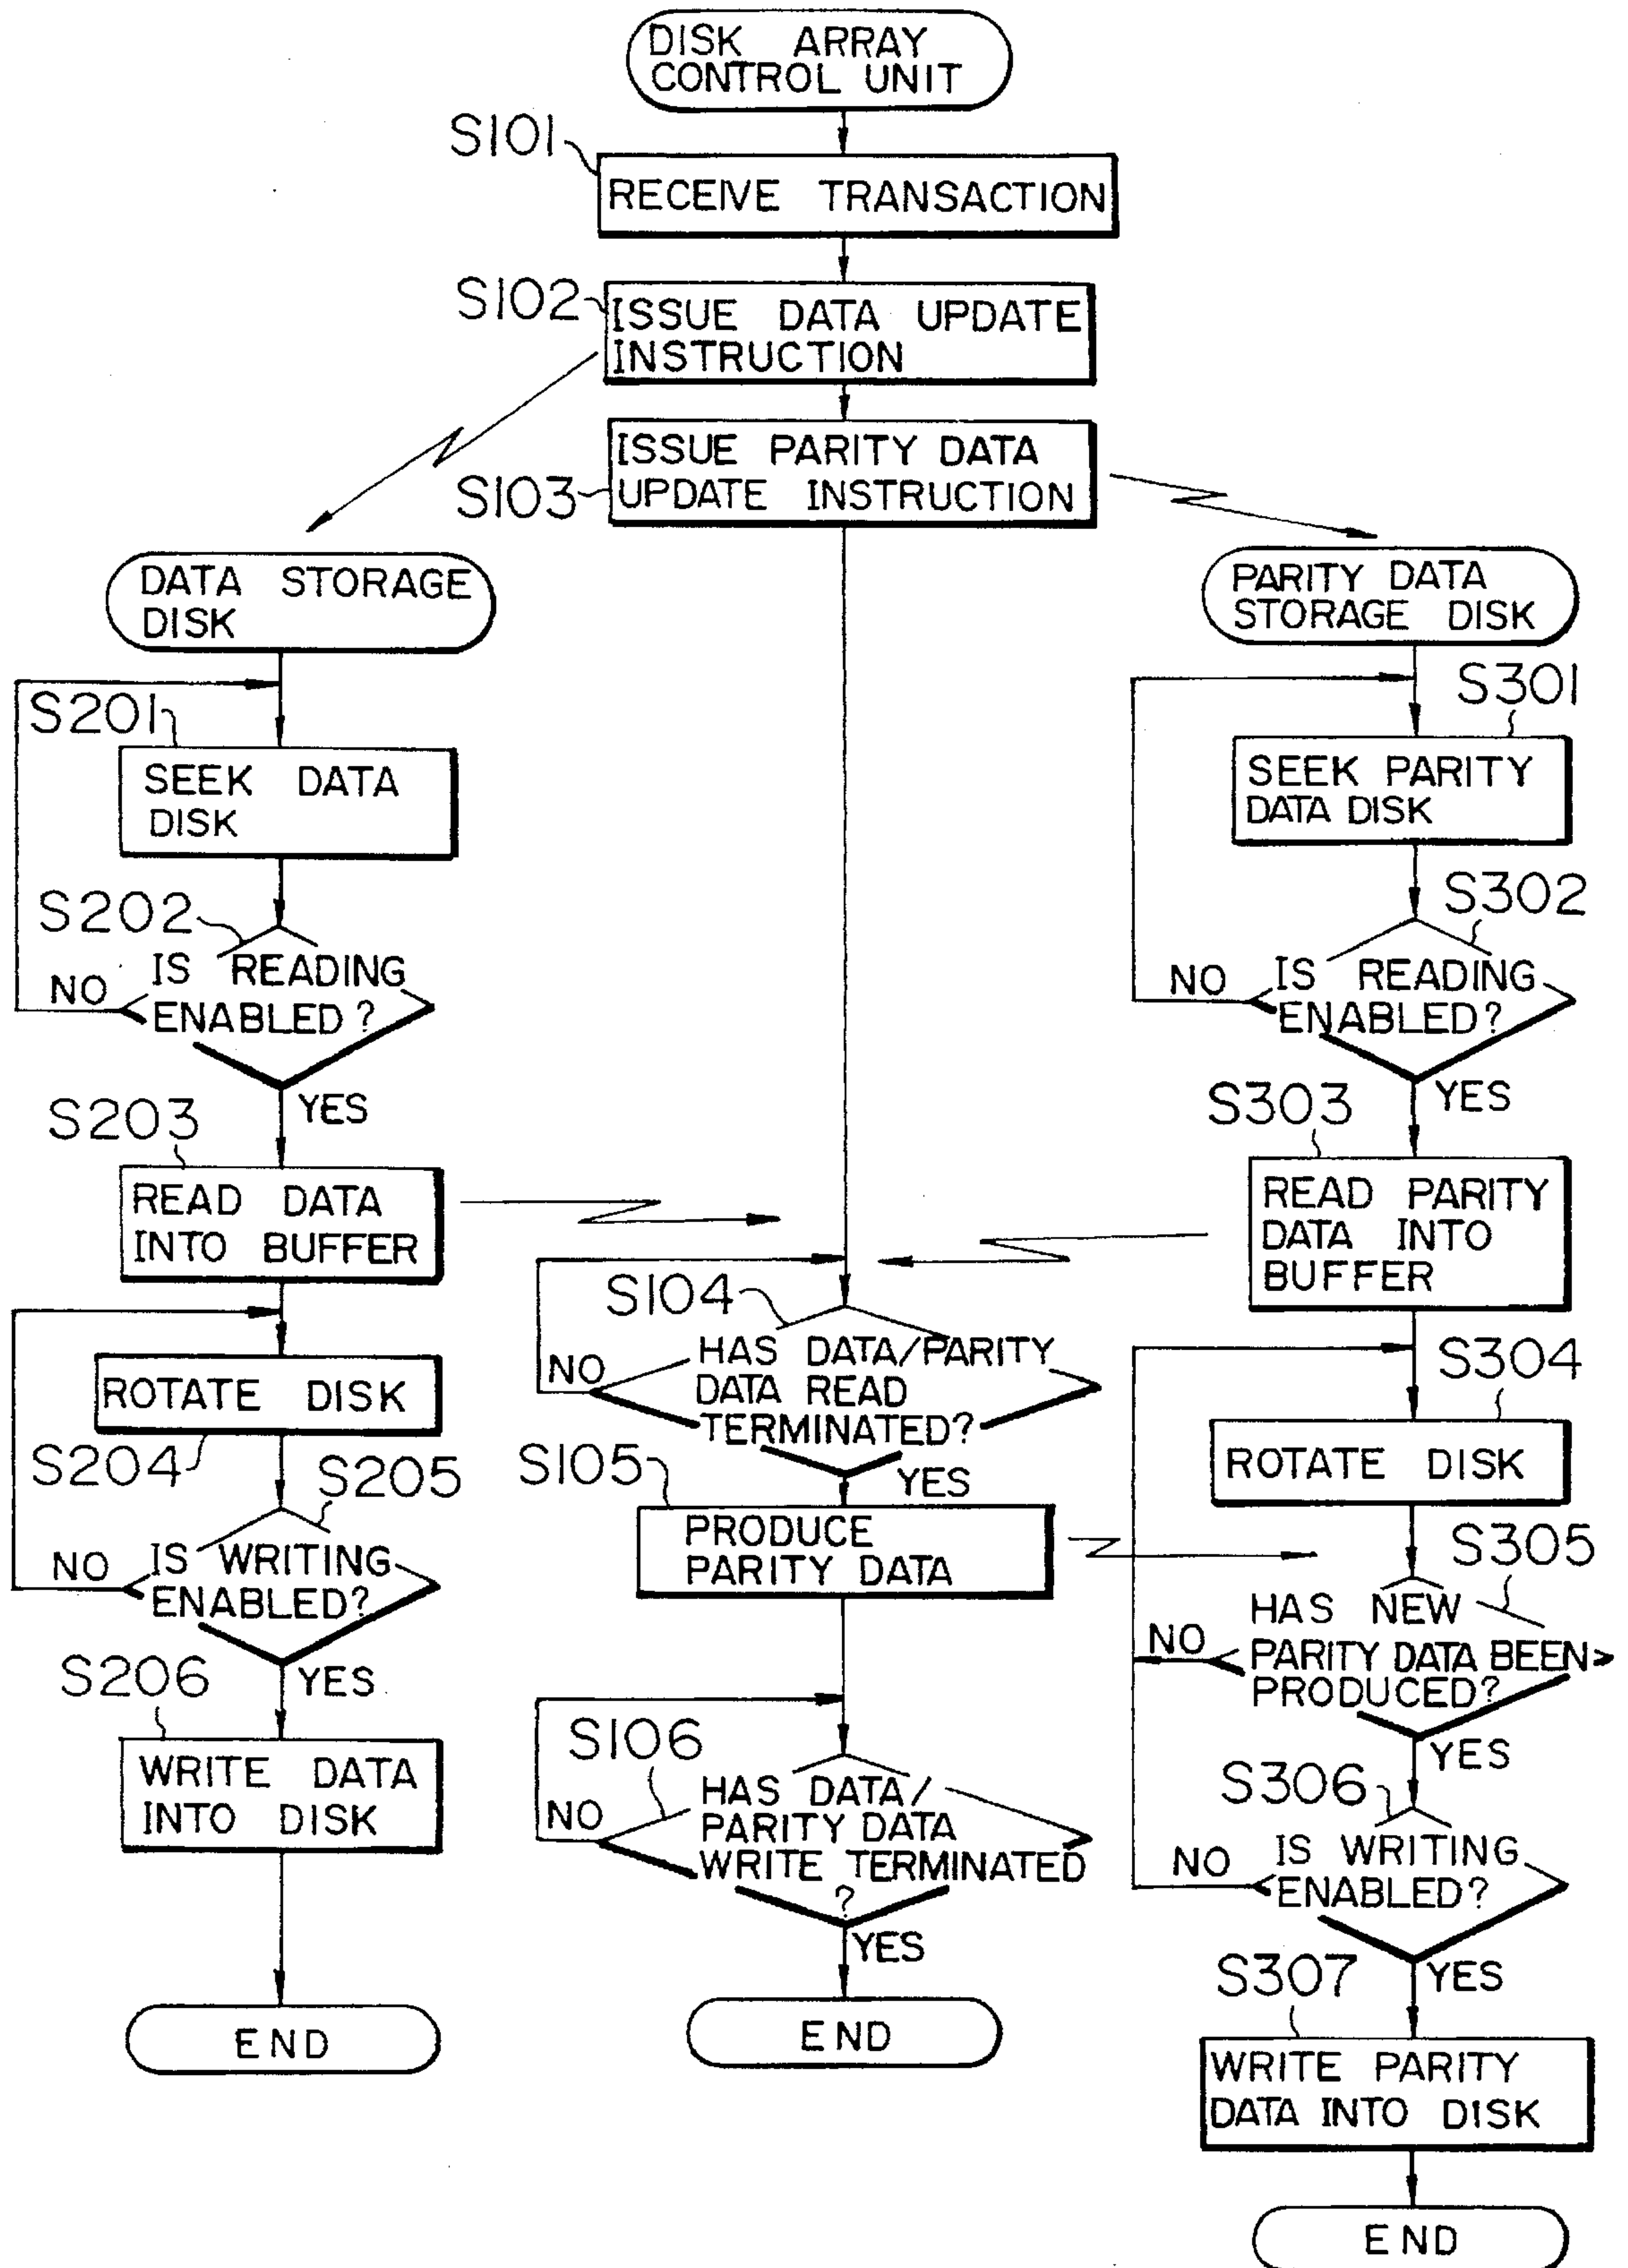 DISK ARRAY
CONTROL UNIT
S101
RECEIVE TRANSACTION
S102
ISSUE DATA UPDATE
INSTRUCTION
S103
ISSUE PARITY DATA
UPDATE INSTRUCTION
DATA STORAGE
DISK
S201
SEEK DATA
DISK
S202
IS READING
ENABLED?
NO
YES
S203
READ DATA
INTO BUFFER
ROTATE DISK
S204
S205
IS WRITING
ENABLED?
NO
YES
S206
WRITE DATA
INTO DISK
END
S104
HAS DATA/PARITY
DATA READ
TERMINATED?
NO
YES
S105
PRODUCE
PARITY DATA
S106
HAS DATA/
PARITY DATA
WRITE TERMINATED
?
NO
YES
END
PARITY DATA
STORAGE DISK
S301
SEEK PARITY
DATA DISK
S302
IS READING
ENABLED?
NO
YES
S303
READ PARITY
DATA INTO
BUFFER
S304
ROTATE DISK
S305
HAS NEW
PARITY DATA BEEN
PRODUCED?
NO
YES
S306
IS WRITING
ENABLED?
NO
YES
S307
WRITE PARITY
DATA INTO DISK
END